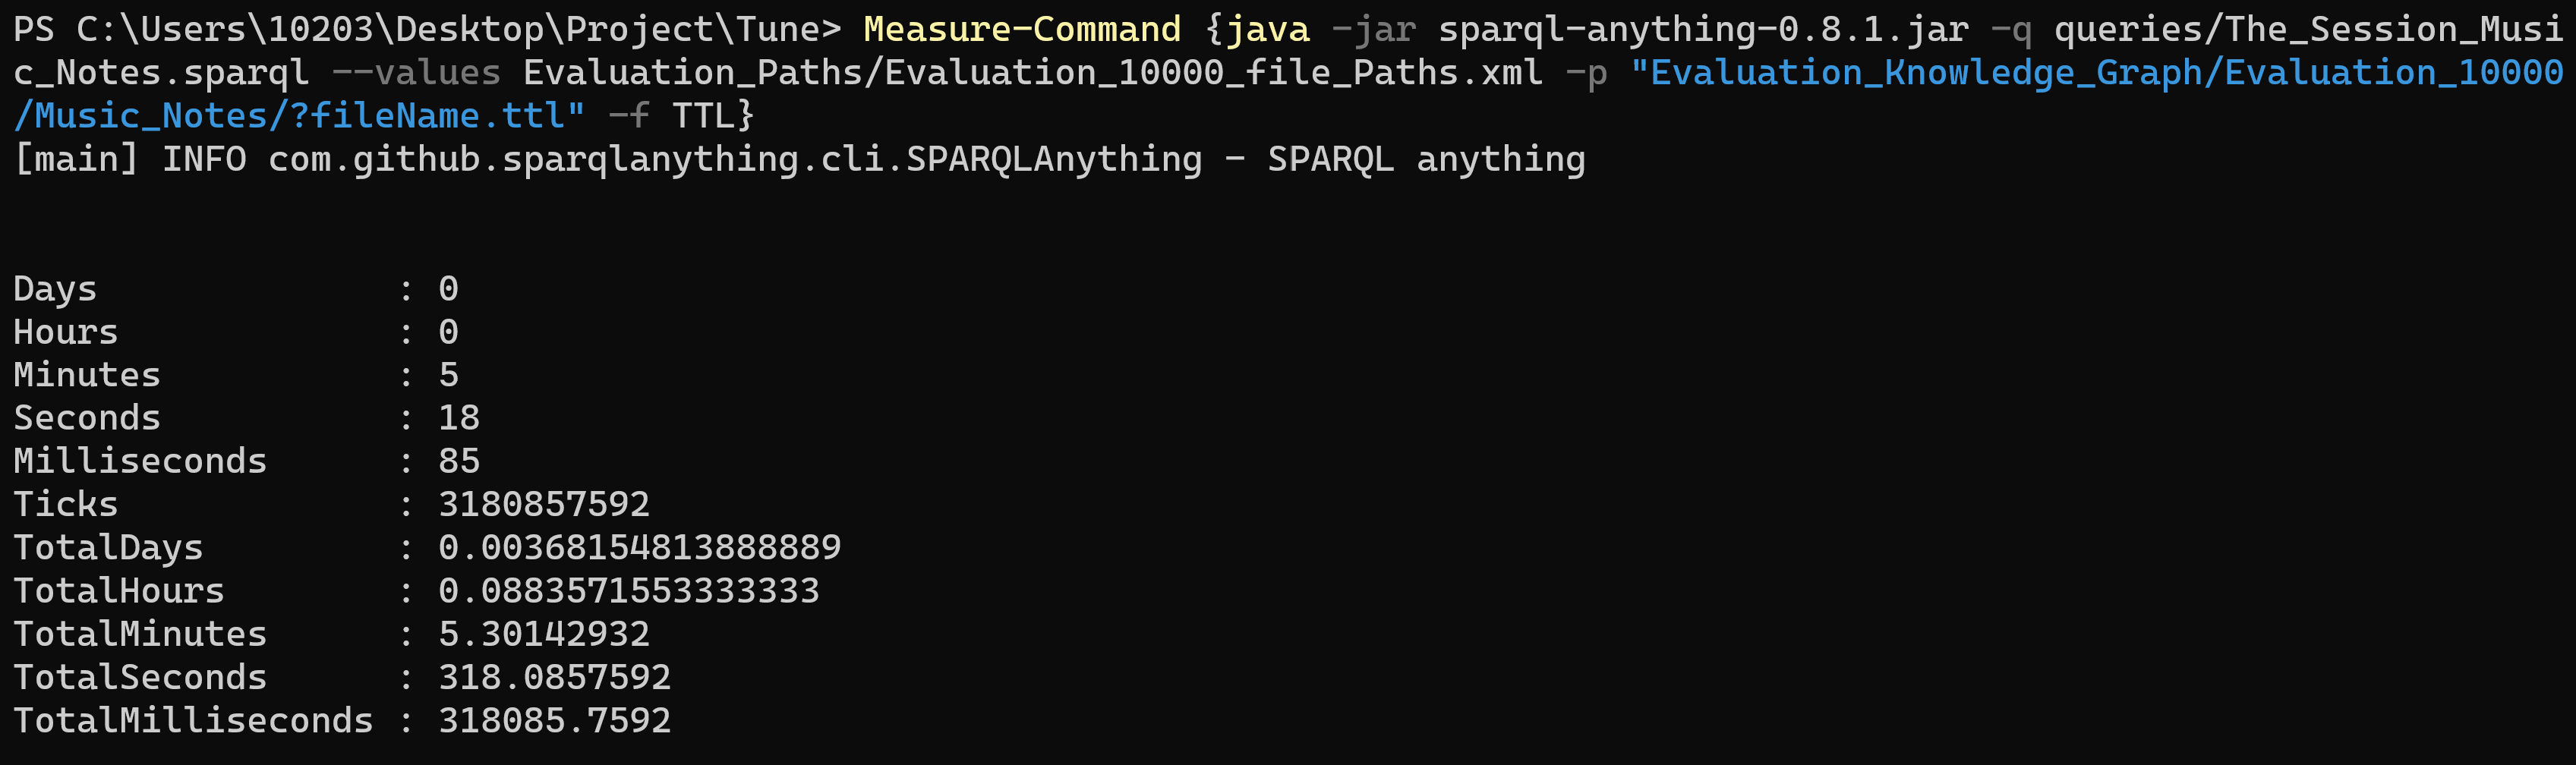 PS C:\Users\10203\Desktop\Project\Tune> Measure-Command {java -jar sparql-anything-0.8.1.jar -q queries/The_Session_Musi
c_Notes.sparql --values Evaluation_Paths/Evaluation_10000_file_Paths.xml -p "Evaluation_Knowledge_Graph/Evaluation_10000
/Music_Notes/?fileName.ttl" -f TTL}
[main] INFO com.github.sparqlanything.cli.SPARQLAnything - SPARQL anything
Days : 0
Hours : 0
Minutes : 5
Seconds : 18
Milliseconds : 85
Ticks : 3180857592
TotalDays : 0.00368154813888889
TotalHours : 0.0883571553333333
TotalMinutes : 5.30142932
TotalSeconds : 318.0857592
TotalMilliseconds : 318085.7592